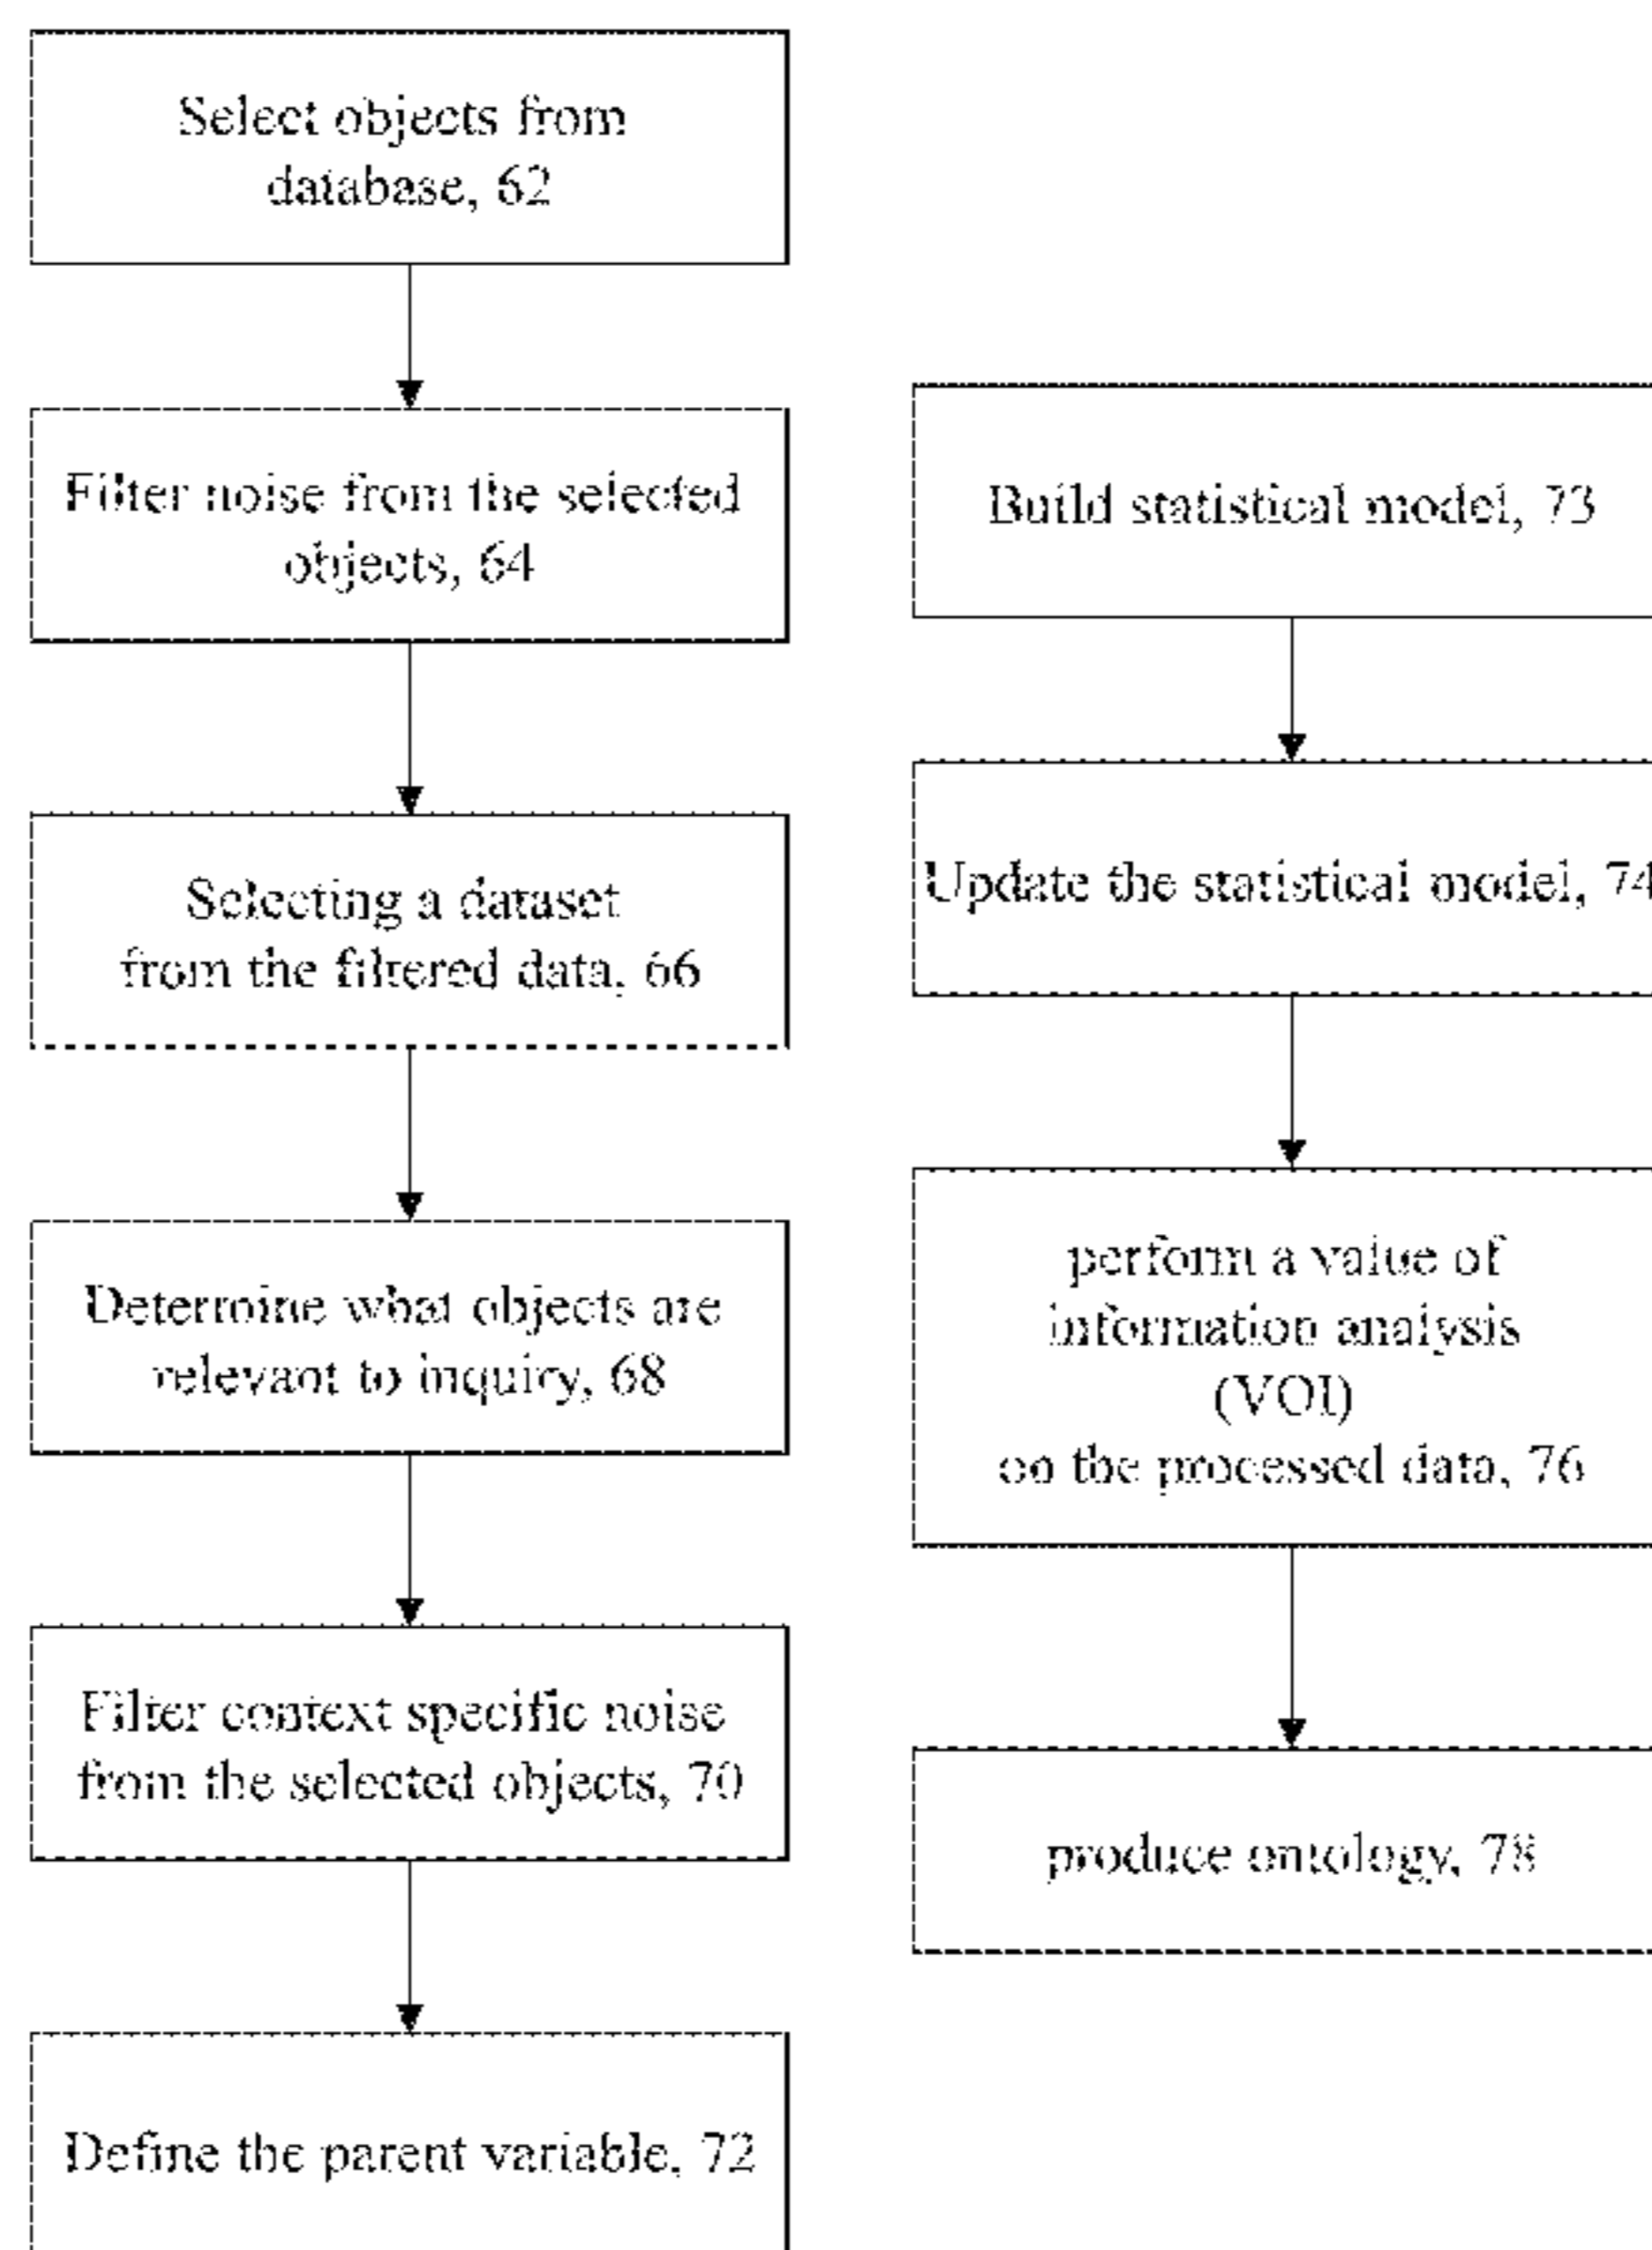 Select objects from
database, 62
Filter noise from the selected
objects, 64
Selecting a dataset
from the filtered data, 66
Determine what objects are
relevant to inquiry, 68
Filter context specific noise
from the selected objects, 70
Define the parent variable, 72
Build statistical model, 73
Update the statistical model, 74
perform a value of
information analysis
(VOI)
on the processed data, 76
produce ontology, 78